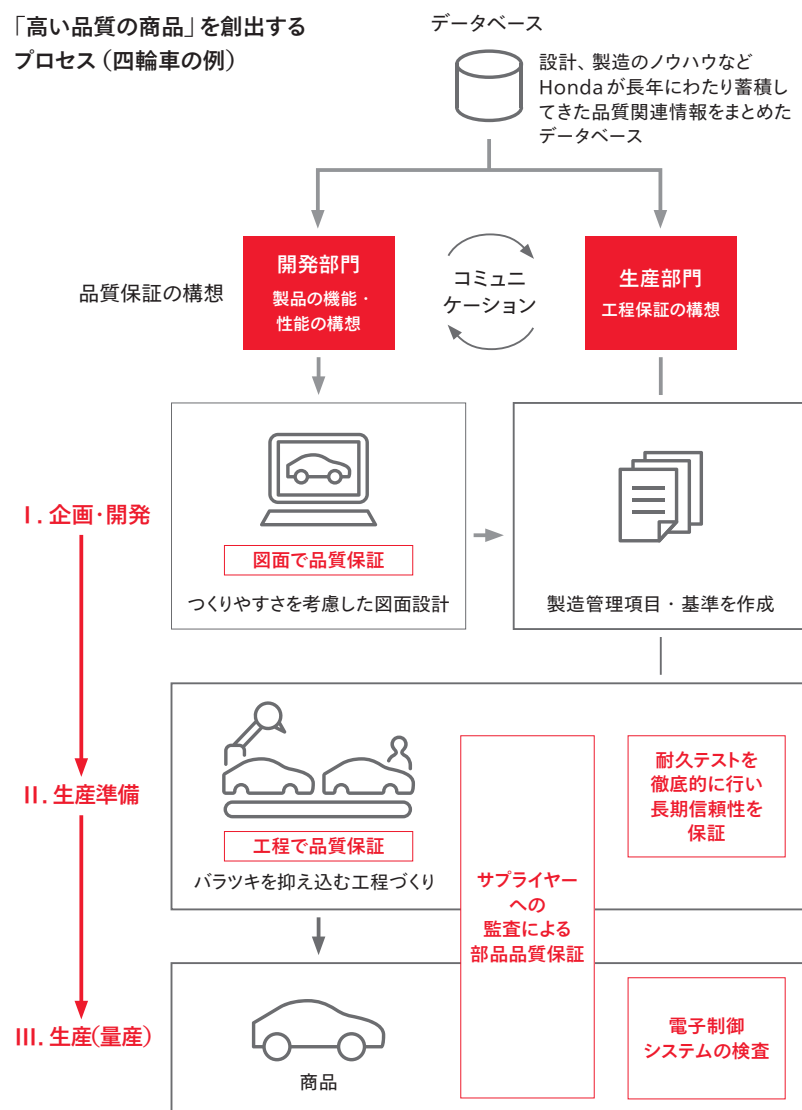 「高い品質の商品」を創出する
プロセス（四輪車の例）
データベース
設計、製造のノウハウなど
Hondaが長年にわたり蓄積し
てきた品質関連情報をまとめた
データベース
品質保証の構想
開発部門
製品の機能・
性能の構想
コミュニ
ケーション
生産部門
工程保証の構想
I. 企画・開発
図面で品質保証
つくりやすさを考慮した図面設計
製造管理項目・基準を作成
II. 生産準備
工程で品質保証
バラツキを抑え込む工程づくり
サプライヤー
への
監査による
部品品質保証
耐久テストを
徹底的に行い
長期信頼性を
保証
III. 生産(量産)
商品
電子制御
システムの検査